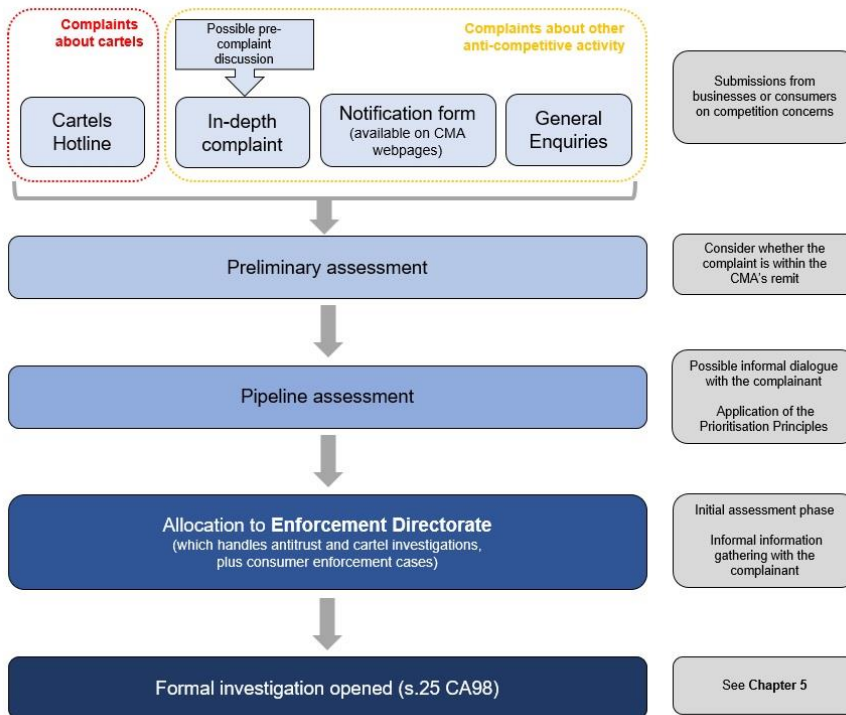 Complaints
about cartels
Possible pre-
complaint
discussion
Complaints about other
anti-competitive activity
Cartels
Hotline
In-depth
complaint
Notification form
(available on CMA
webpages)
General
Enquiries
Submissions from
businesses or consumers
on competition concerns
Preliminary assessment
Consider whether the
complaint is within the
CMA's remit
Pipeline assessment
Possible informal dialogue
with the complainant
Application of the
Prioritisation Principles
Allocation to Enforcement Directorate
(which handles antitrust and cartel investigations,
plus consumer enforcement cases)
Initial assessment phase
Informal information
gathering with the
complainant
Formal investigation opened (s.25 CA98)
See Chapter 5